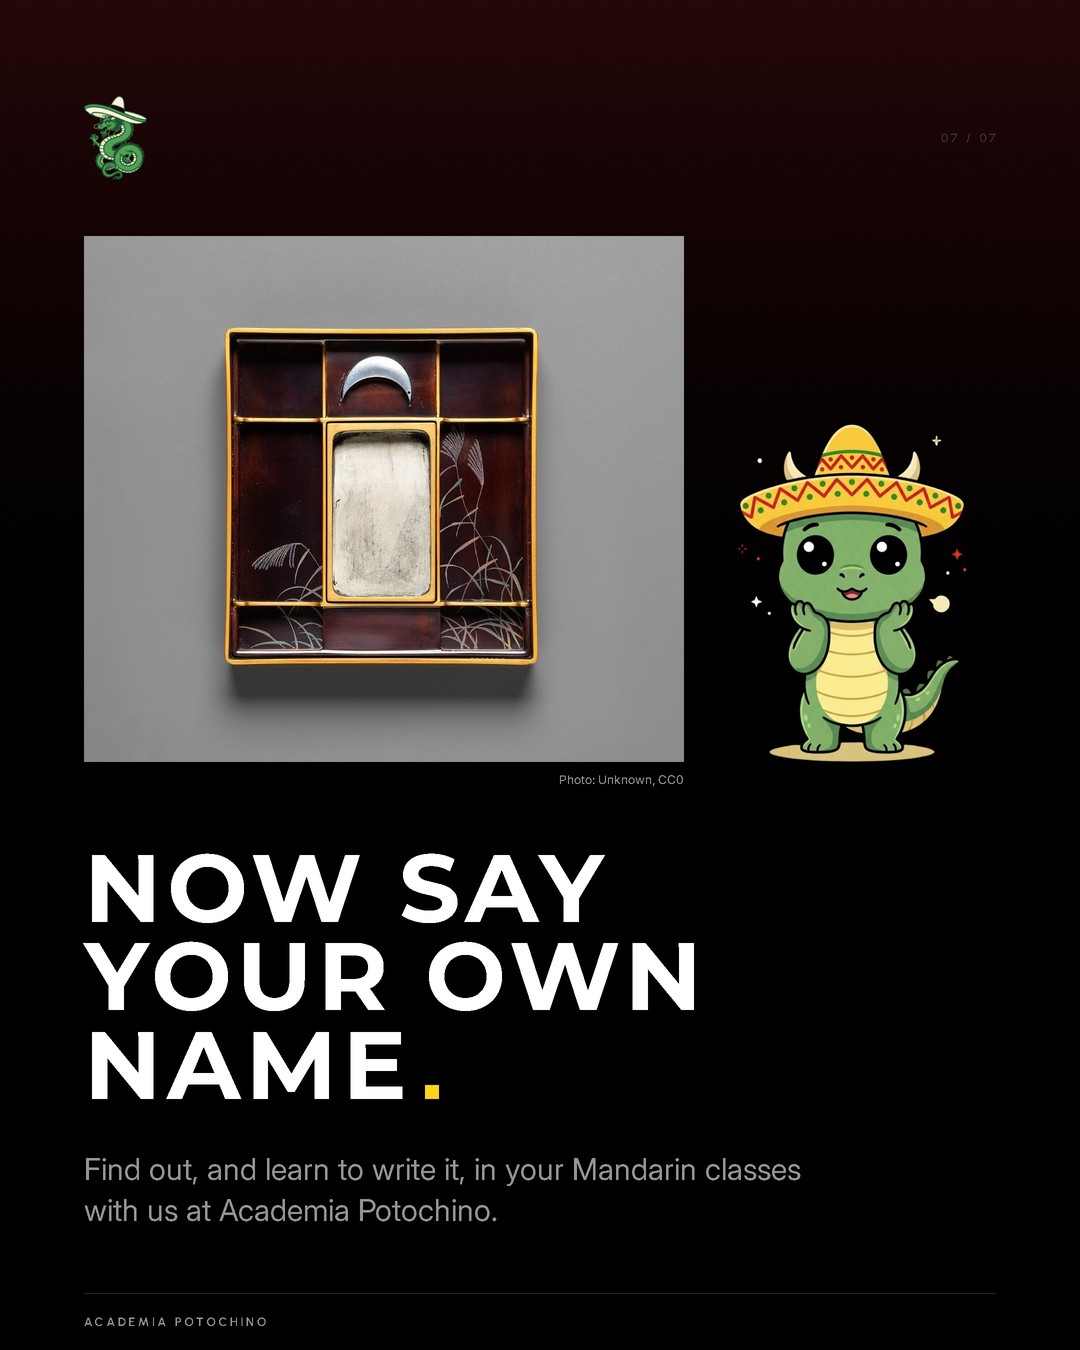 07 / 07
Photo: Unknown, CC0
NOW SAY
YOUR OWN
NAME.
Find out, and learn to write it, in your Mandarin classes
with us at Academia Potochino.
ACADEMIA POTOCHINO